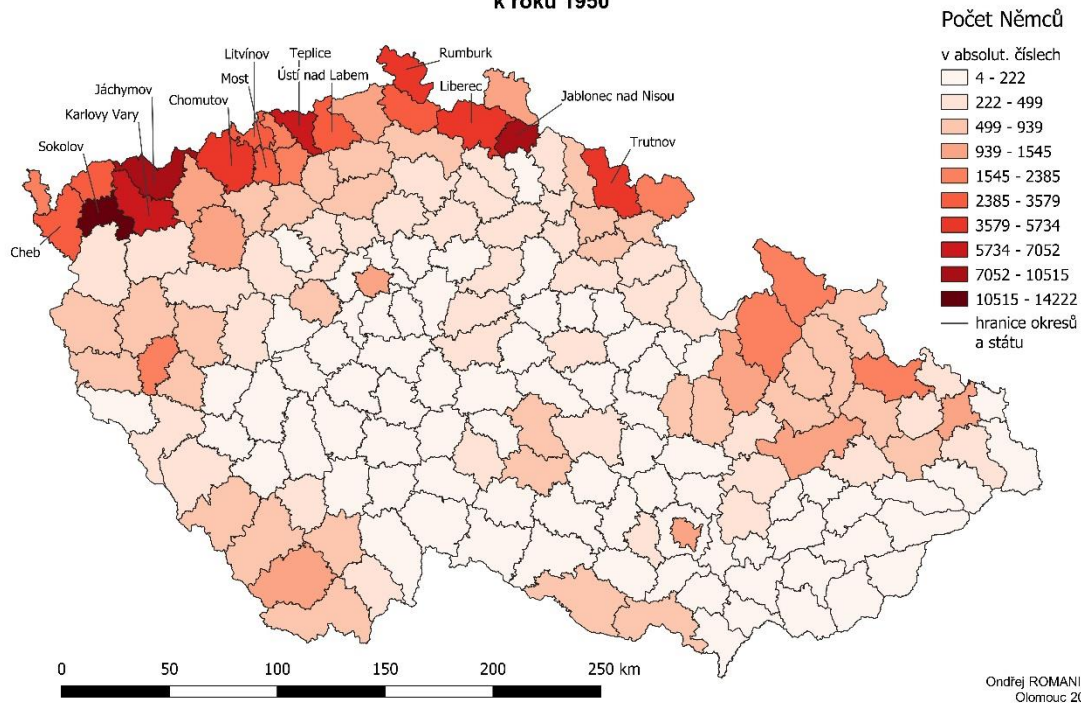 k roku 1950
Počet Němců
v absolut. číslech
4 - 222
222 - 499
499 - 939
939 - 1545
1545 - 2385
2385 - 3579
3579 - 5734
5734 - 7052
7052 - 10515
10515 - 14222
hranice okresů
a státu
Litvínov
Teplice
Rumburk
Most
Ústí nad Labem
Jáchymov
Chomutov
Liberec
Jablonec nad Nisou
Karlovy Vary
Sokolov
Trutnov
Cheb
0 50 100 150 200 250 km
Ondřej ROMANI
Olomouc 20